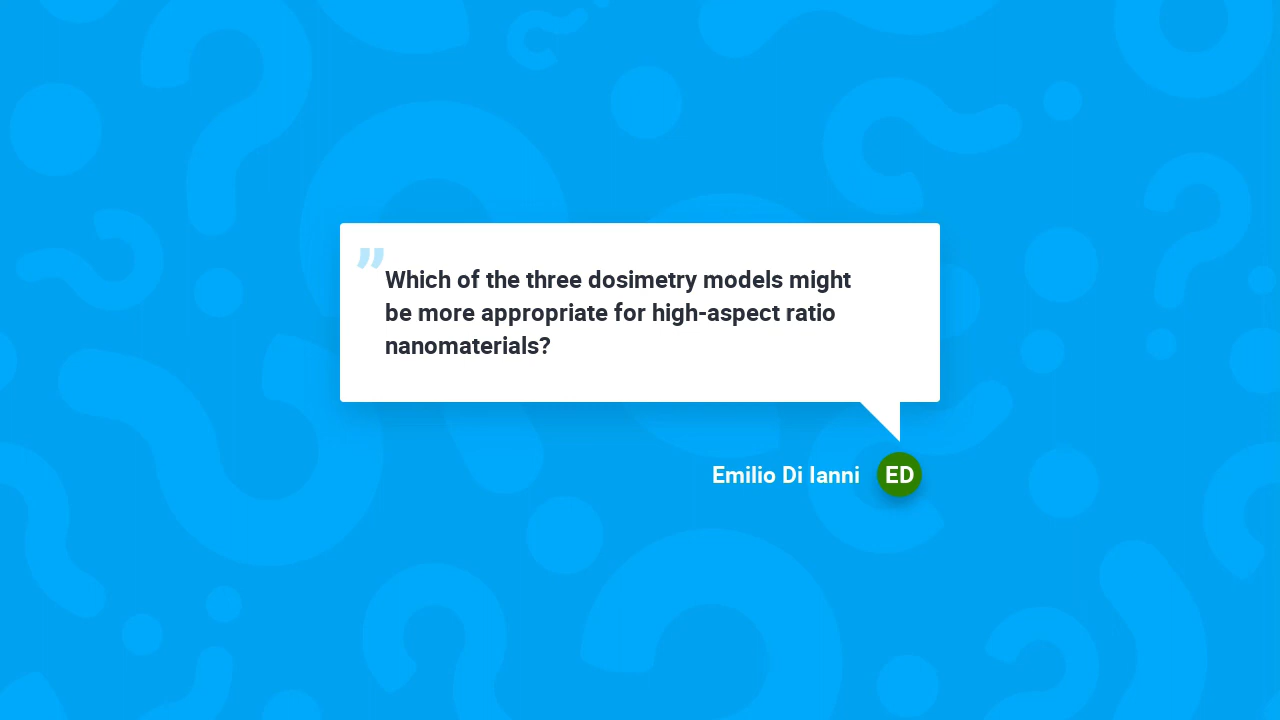 ”
Which of the three dosimetry models might
be more appropriate for high-aspect ratio
nanomaterials?
Emilio Di Ianni ED